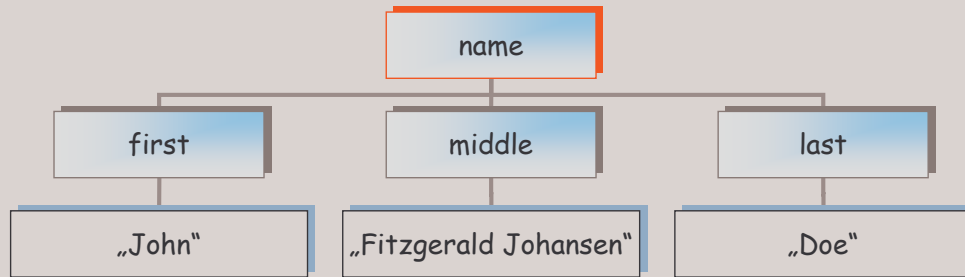 name
first
middle
last
„John“
„Fitzgerald Johansen“
„Doe“